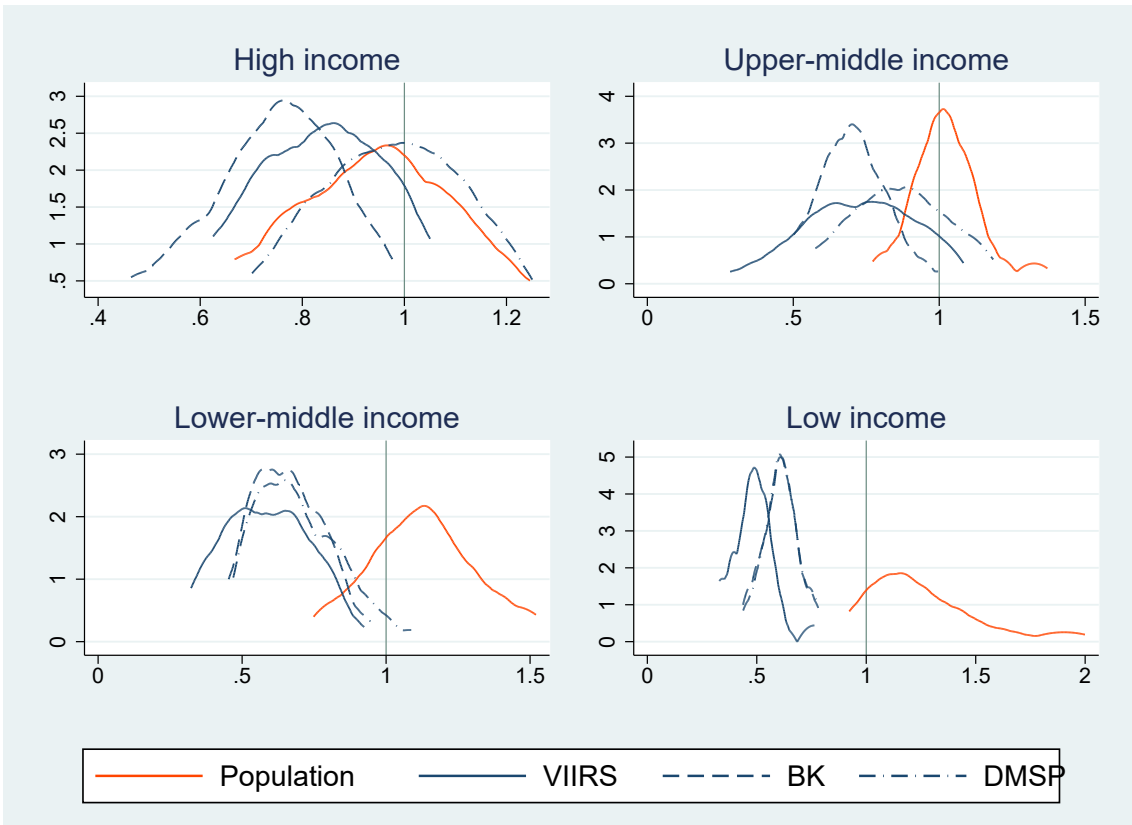 High income
Upper-middle income
3
2.5
2
1.5
1
.5
.4 .6 .8 1 1.2
4
3
2
1
0
0 .5 1 1.5
Lower-middle income
Low income
3
2
1
0
0 .5 1 1.5
5
4
3
2
1
0
0 .5 1 1.5 2
Population VIIRS BK DMSP